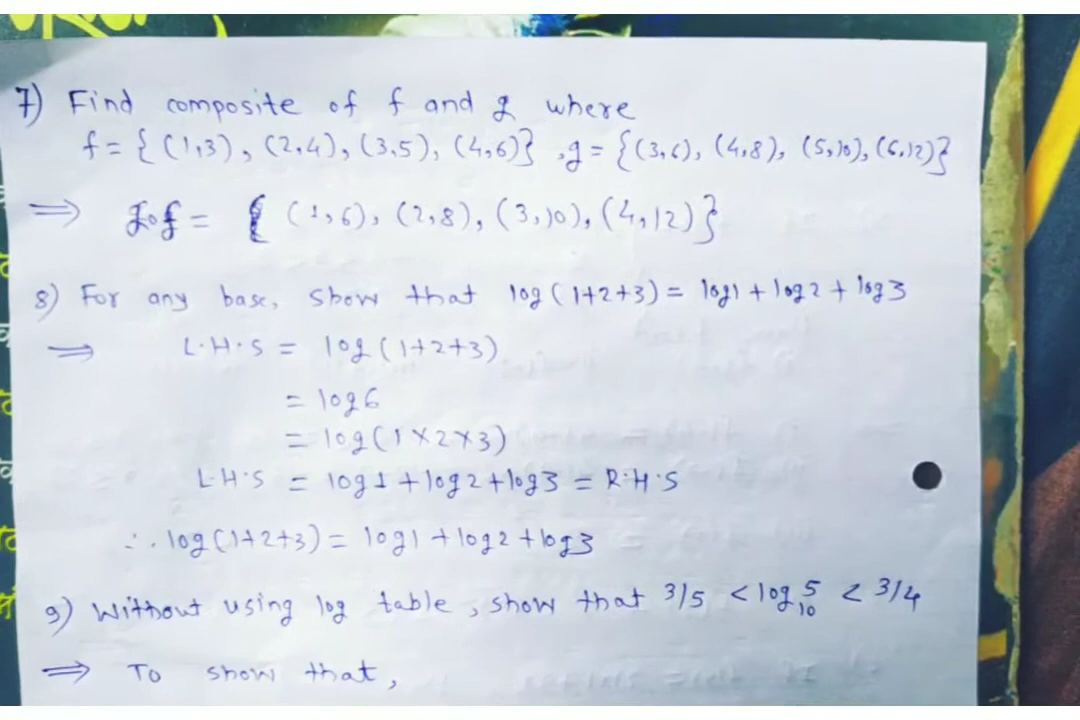 7) Find composite of f and g where
f = { (1,3), (2,4), (3,5), (4,6)} , g = {(3,6), (4,8), (5,10), (6,12)}
⇒ gof = { (1,6), (2,8), (3,10), (4,12)}
8) For any base, show that log (1+2+3) = log1 + log2 + log3
⇒ L.H.S = log (1+2+3)
= log6
= log(1×2×3)
L.H.S = log1 + log2 + log3 = R.H.S
∴ log(1+2+3) = log1 + log2 + log3
9) Without using log table, show that 3/5 < log₁₀5 < 3/4
⇒ To show that,